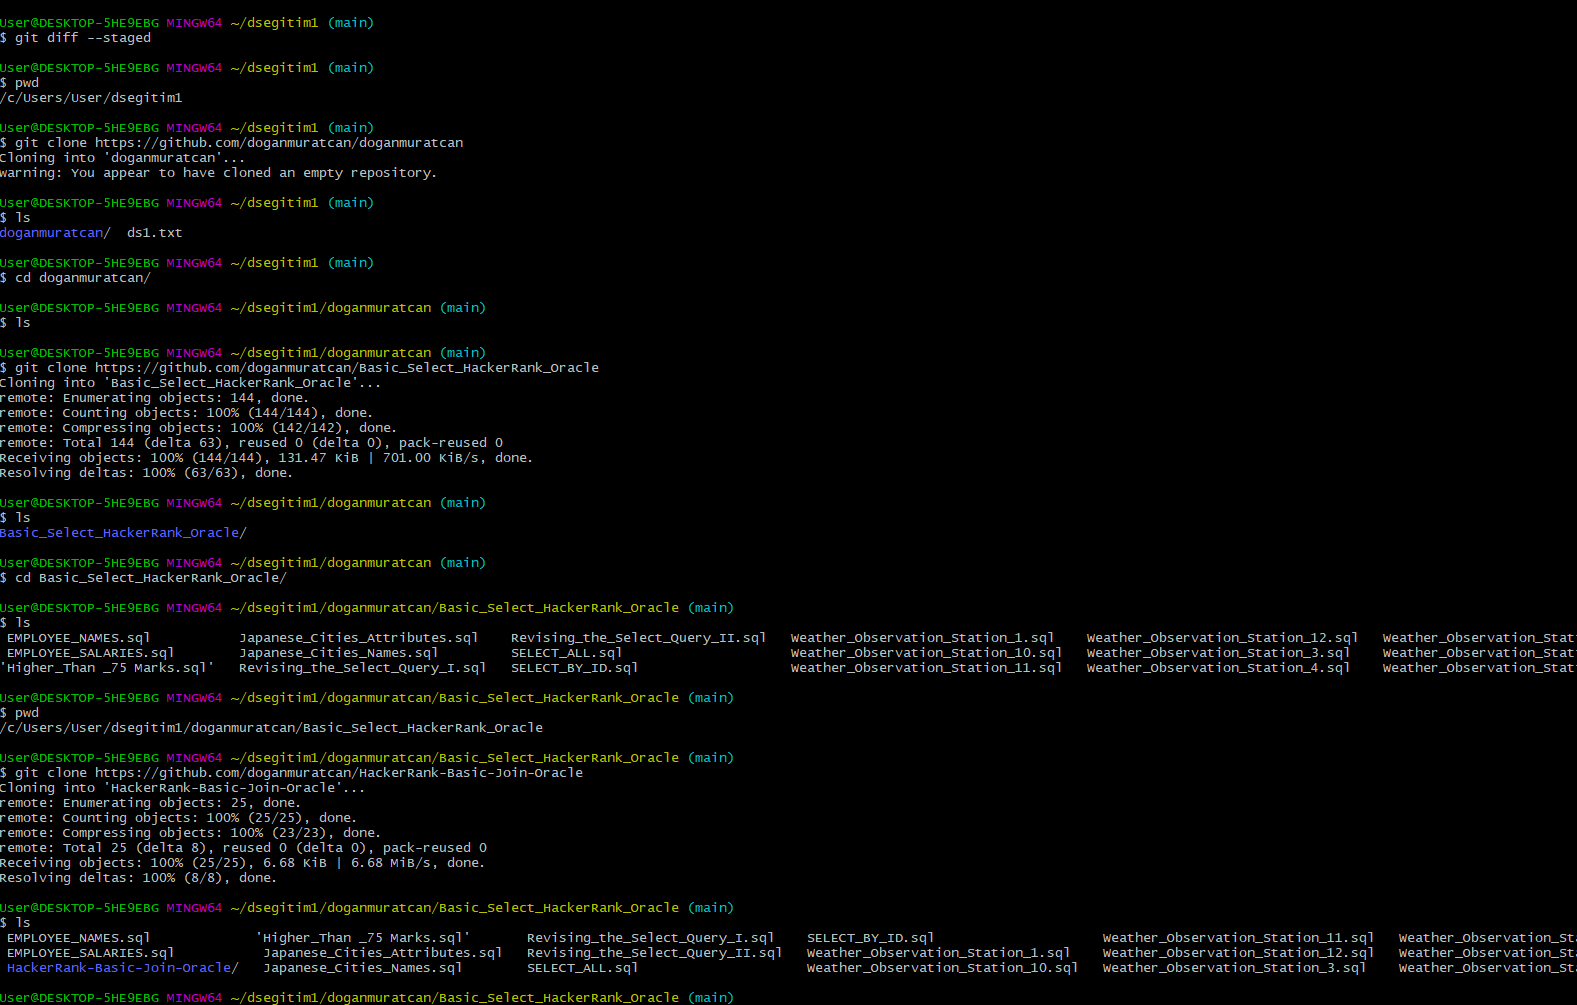 User@DESKTOP-5HE9EBG MINGW64 ~/dsegitim1 (main)
$ git diff --staged
User@DESKTOP-5HE9EBG MINGW64 ~/dsegitim1 (main)
$ pwd
/c/Users/User/dsegitim1
User@DESKTOP-5HE9EBG MINGW64 ~/dsegitim1 (main)
$ git clone https://github.com/doganmuratcan/doganmuratcan
Cloning into 'doganmuratcan'...
warning: You appear to have cloned an empty repository.
User@DESKTOP-5HE9EBG MINGW64 ~/dsegitim1 (main)
$ ls
doganmuratcan/  ds1.txt
User@DESKTOP-5HE9EBG MINGW64 ~/dsegitim1 (main)
$ cd doganmuratcan/
User@DESKTOP-5HE9EBG MINGW64 ~/dsegitim1/doganmuratcan (main)
$ ls
User@DESKTOP-5HE9EBG MINGW64 ~/dsegitim1/doganmuratcan (main)
$ git clone https://github.com/doganmuratcan/Basic_Select_HackerRank_Oracle
Cloning into 'Basic_Select_HackerRank_Oracle'...
remote: Enumerating objects: 144, done.
remote: Counting objects: 100% (144/144), done.
remote: Compressing objects: 100% (142/142), done.
remote: Total 144 (delta 63), reused 0 (delta 0), pack-reused 0
Receiving objects: 100% (144/144), 131.47 KiB | 701.00 KiB/s, done.
Resolving deltas: 100% (63/63), done.
User@DESKTOP-5HE9EBG MINGW64 ~/dsegitim1/doganmuratcan (main)
$ ls
Basic_Select_HackerRank_Oracle/
User@DESKTOP-5HE9EBG MINGW64 ~/dsegitim1/doganmuratcan (main)
$ cd Basic_Select_HackerRank_Oracle/
User@DESKTOP-5HE9EBG MINGW64 ~/dsegitim1/doganmuratcan/Basic_Select_HackerRank_Oracle (main)
$ ls
EMPLOYEE_NAMES.sql  Japanese_Cities_Attributes.sql  Revising_the_Select_Query_II.sql  Weather_Observation_Station_1.sql  Weather_Observation_Station_12.sql  Weather_Observation_Stat
EMPLOYEE_SALARIES.sql  Japanese_Cities_Names.sql  SELECT_ALL.sql  Weather_Observation_Station_10.sql  Weather_Observation_Station_3.sql  Weather_Observation_Stat
'Higher_Than _75 Marks.sql'  Revising_the_Select_Query_I.sql  SELECT_BY_ID.sql  Weather_Observation_Station_11.sql  Weather_Observation_Station_4.sql  Weather_Observation_Stat
User@DESKTOP-5HE9EBG MINGW64 ~/dsegitim1/doganmuratcan/Basic_Select_HackerRank_Oracle (main)
$ pwd
/c/Users/User/dsegitim1/doganmuratcan/Basic_Select_HackerRank_Oracle
User@DESKTOP-5HE9EBG MINGW64 ~/dsegitim1/doganmuratcan/Basic_Select_HackerRank_Oracle (main)
$ git clone https://github.com/doganmuratcan/HackerRank-Basic-Join-Oracle
Cloning into 'HackerRank-Basic-Join-Oracle'...
remote: Enumerating objects: 25, done.
remote: Counting objects: 100% (25/25), done.
remote: Compressing objects: 100% (23/23), done.
remote: Total 25 (delta 8), reused 0 (delta 0), pack-reused 0
Receiving objects: 100% (25/25), 6.68 KiB | 6.68 MiB/s, done.
Resolving deltas: 100% (8/8), done.
User@DESKTOP-5HE9EBG MINGW64 ~/dsegitim1/doganmuratcan/Basic_Select_HackerRank_Oracle (main)
$ ls
EMPLOYEE_NAMES.sql  'Higher_Than _75 Marks.sql'  Revising_the_Select_Query_I.sql  SELECT_BY_ID.sql  Weather_Observation_Station_11.sql  Weather_Observation_St
EMPLOYEE_SALARIES.sql  Japanese_Cities_Attributes.sql  Revising_the_Select_Query_II.sql  Weather_Observation_Station_1.sql  Weather_Observation_Station_12.sql  Weather_Observation_St
HackerRank-Basic-Join-Oracle/  Japanese_Cities_Names.sql  SELECT_ALL.sql  Weather_Observation_Station_10.sql  Weather_Observation_Station_3.sql  Weather_Observation_St
User@DESKTOP-5HE9EBG MINGW64 ~/dsegitim1/doganmuratcan/Basic_Select_HackerRank_Oracle (main)